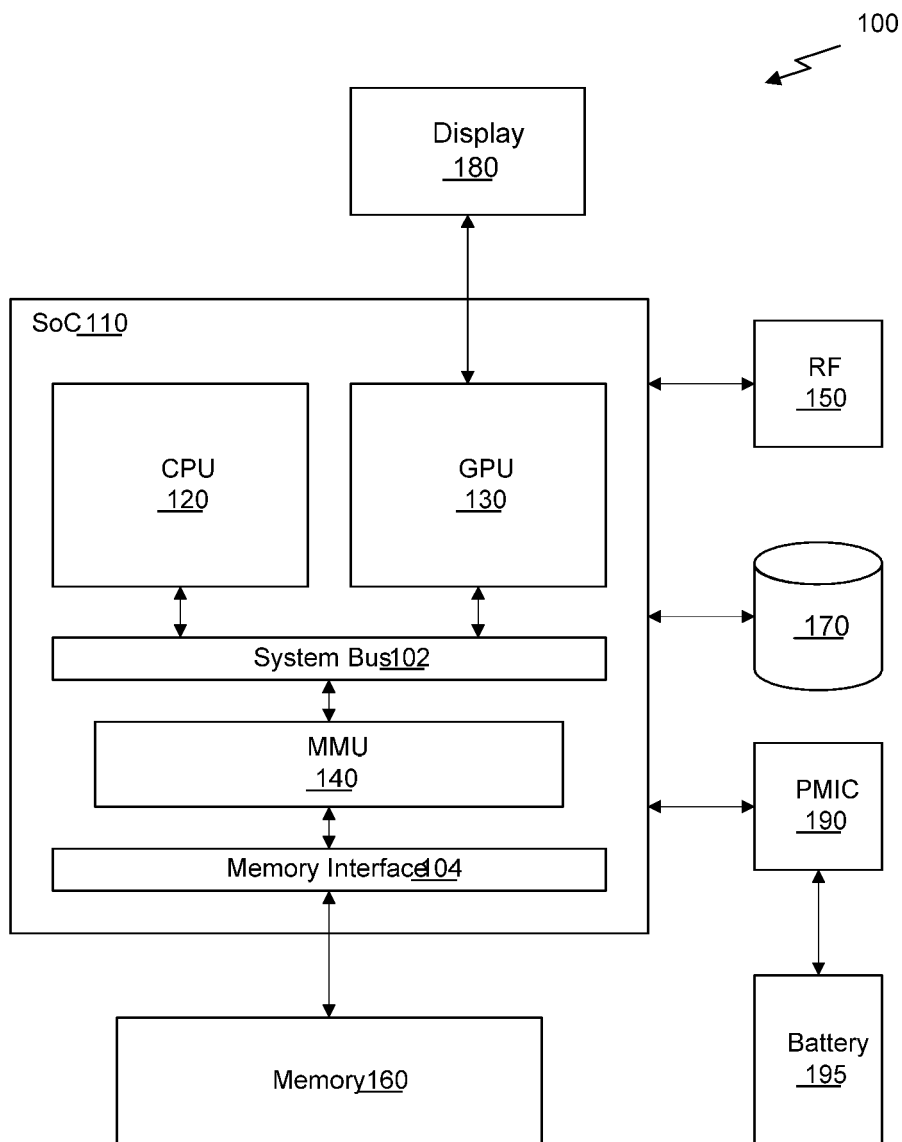 100
Display
180
SoC 110
RF
150
CPU
120
GPU
130
170
System Bus 102
MMU
140
PMIC
190
Memory Interface 104
Battery
195
Memory 160